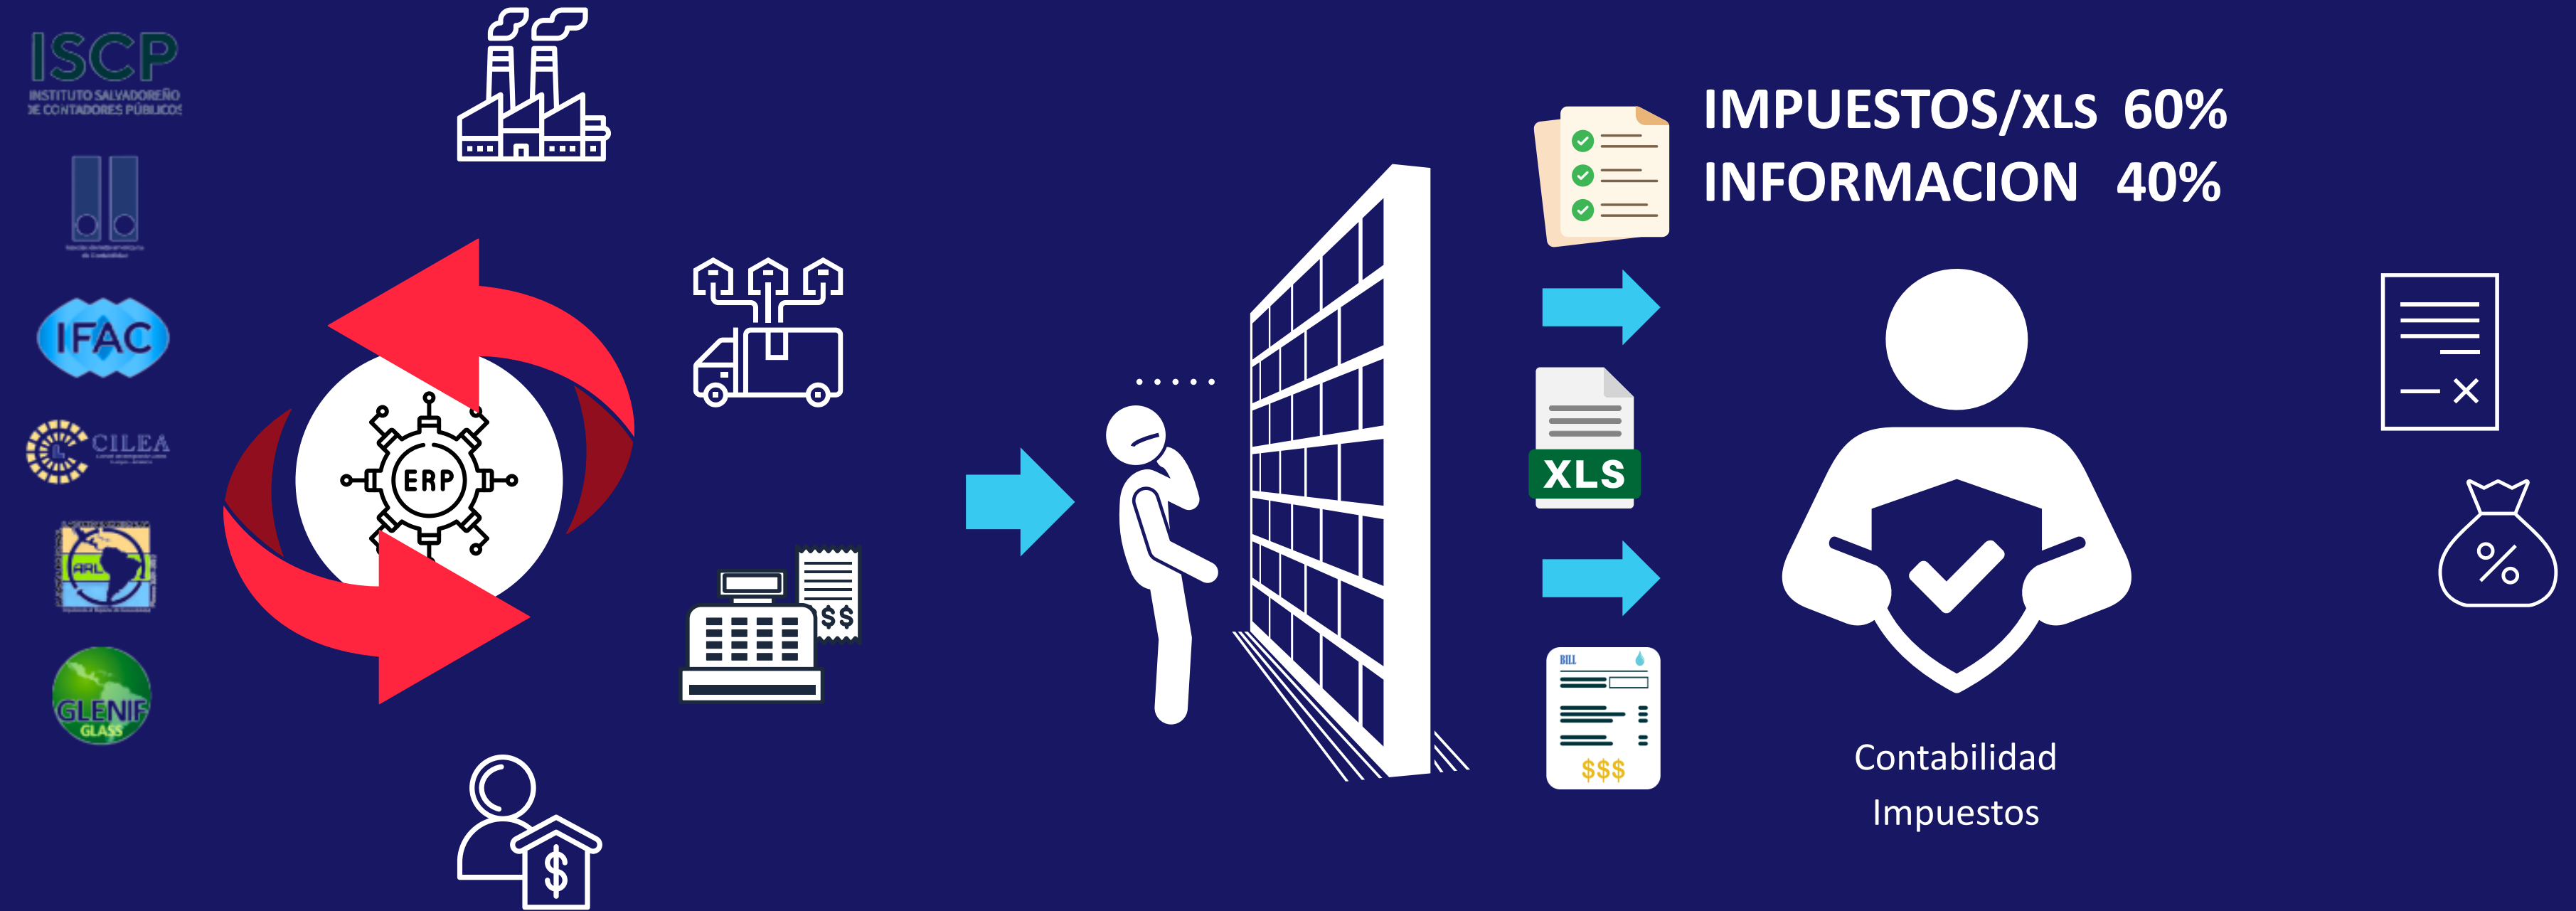 ISCP
INSTITUTO SALVADOREÑO
DE CONTADORES PÚBLICOS
IFAC
CILEA
ARL
GLENIF
GLASS
ERP
$$
$
IMPUESTOS/XLS 60%
INFORMACION 40%
XLS
BILL
$$$
Contabilidad
Impuestos
%